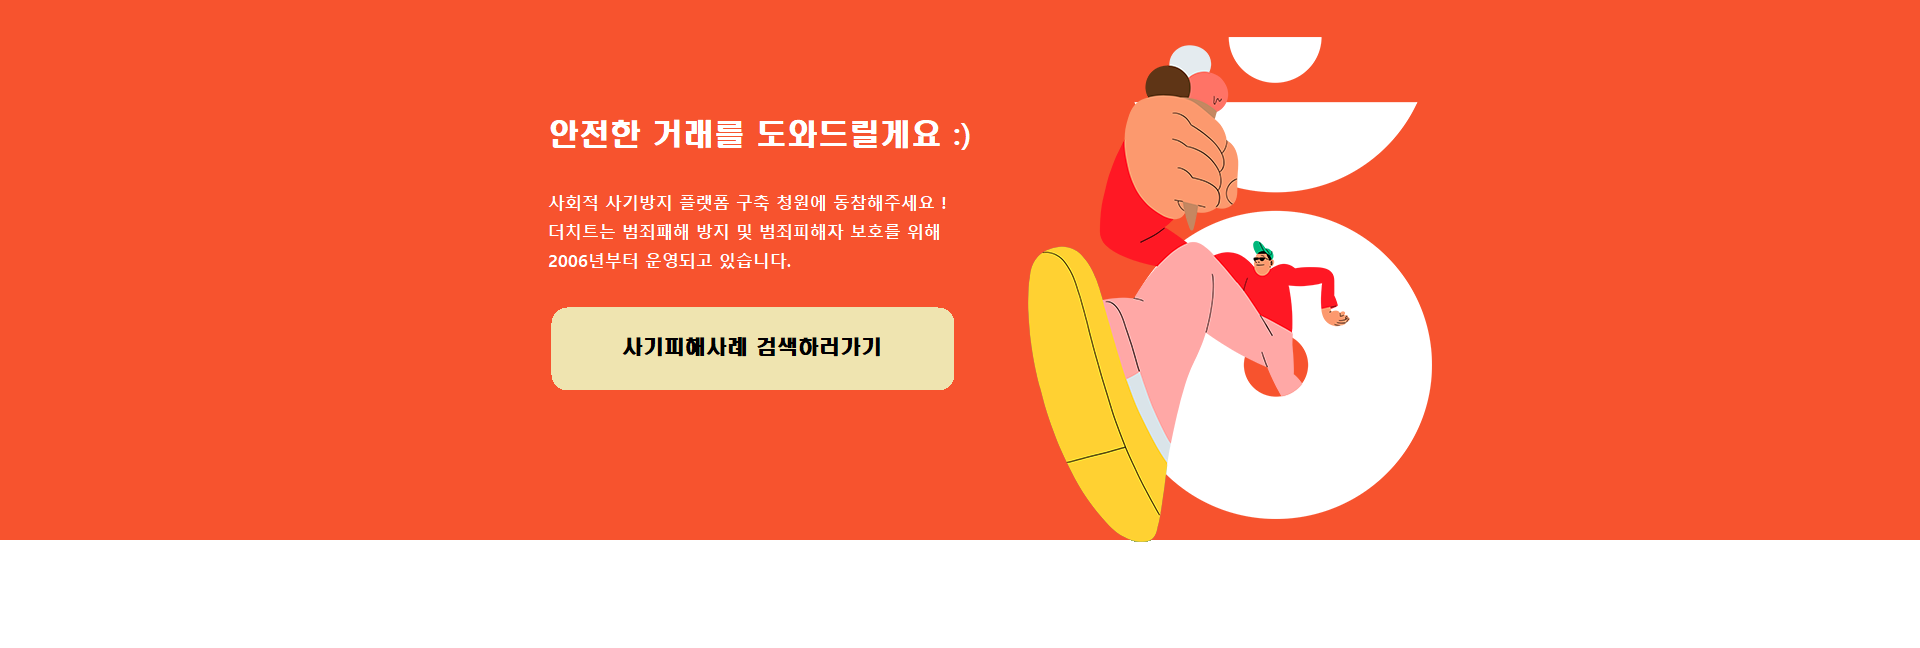 안전한 거래를 도와드릴게요 :)
사회적 사기방지 플랫폼 구축 청원에 동참해주세요 !
더치트는 범죄패해 방지 및 범죄피해자 보호를 위해
2006년부터 운영되고 있습니다.
사기피해사례 검색하러가기